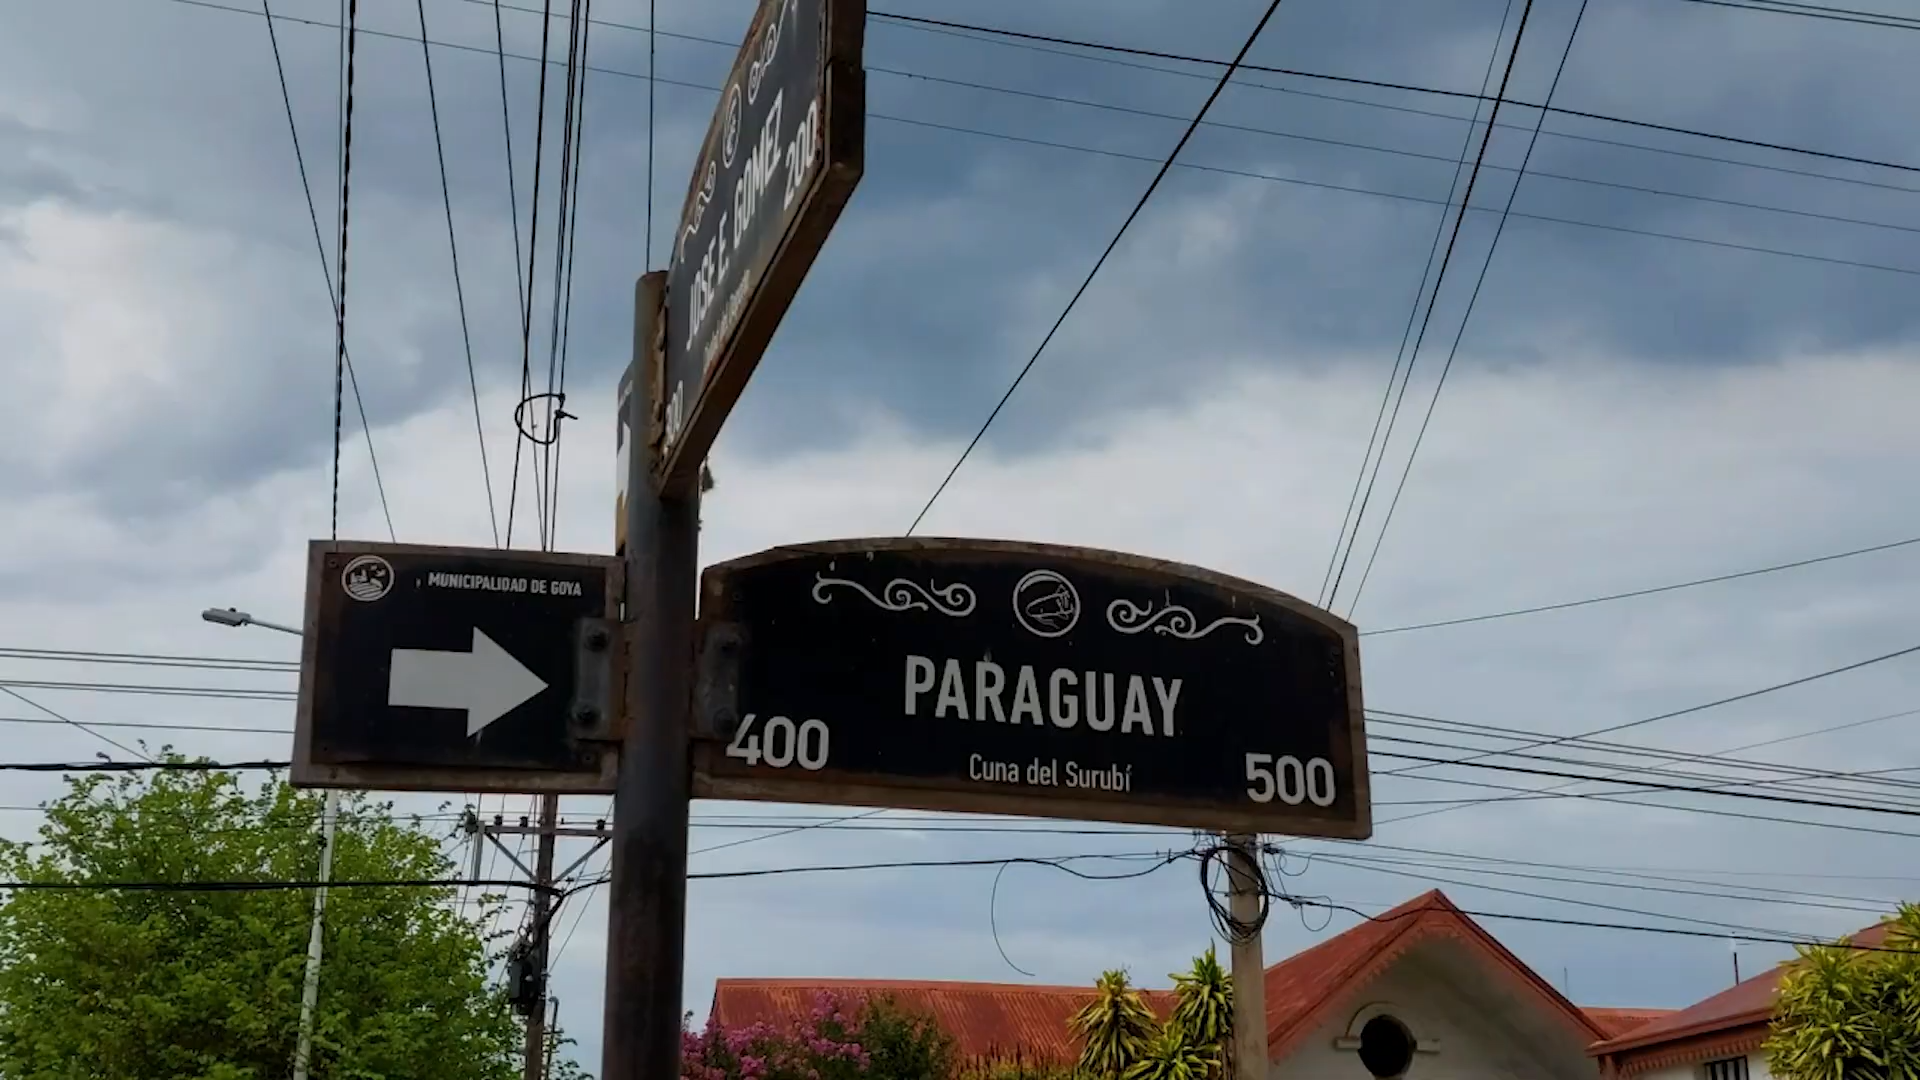 JOSE E. GOMEZ
200
MUNICIPALIDAD DE GOYA
PARAGUAY
400
Cuna del Surubí
500